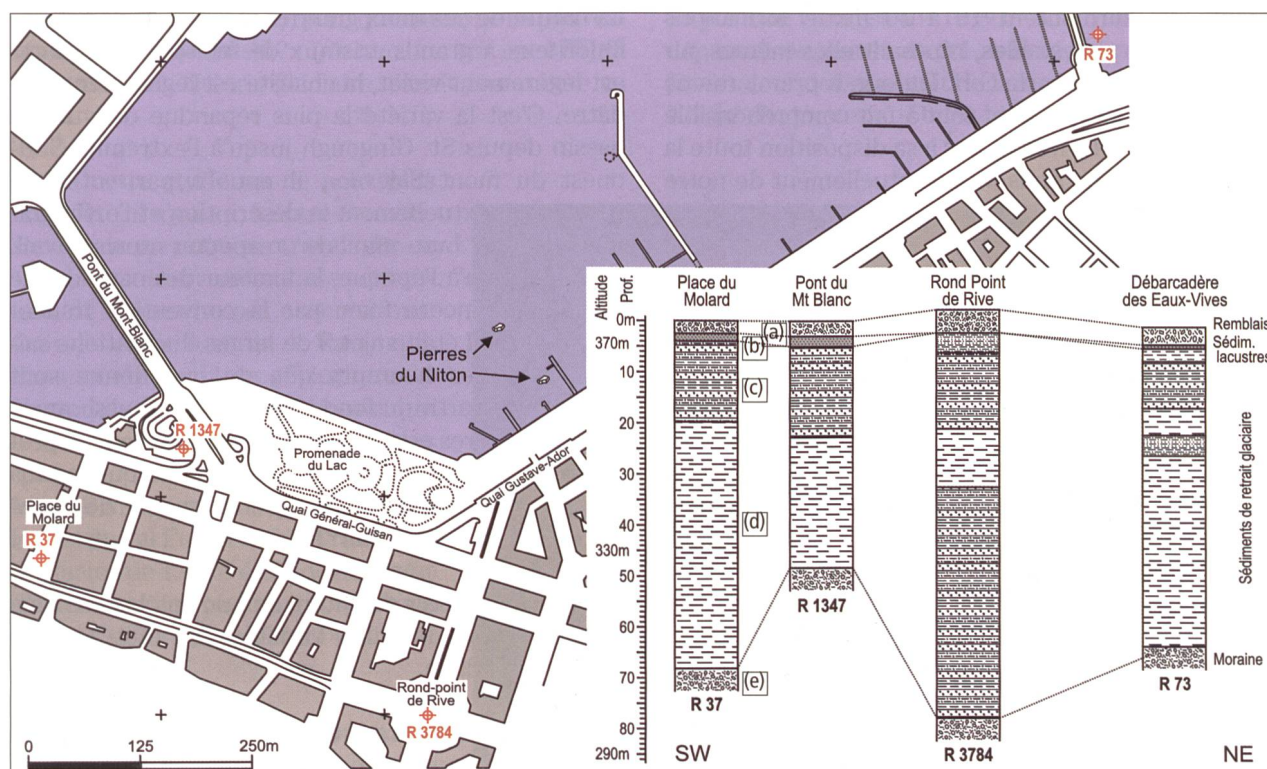 R 73
Pont du Mont-Blanc
Pierres
du Niton
R 1347
Promenade
du Lac
Quai Gustave-Ador
Quai Général-Guisan
Place du
Molard
R 37
Rond-point
de Rive
R 3784
0 125 250m
Altitude
Prof.
Place du
Molard
Pont du
Mt Blanc
Rond Point
de Rive
Débarcadère
des Eaux-Vives
0m
370m
10
20
30
40
330m
50
60
70
80
290m
(a)
(b)
(c)
(d)
(e)
Remblais
Sédim.
lacustres
Sédiments de retrait glaciaire
Moraine
R 37
R 1347
R 3784
R 73
SW
NE